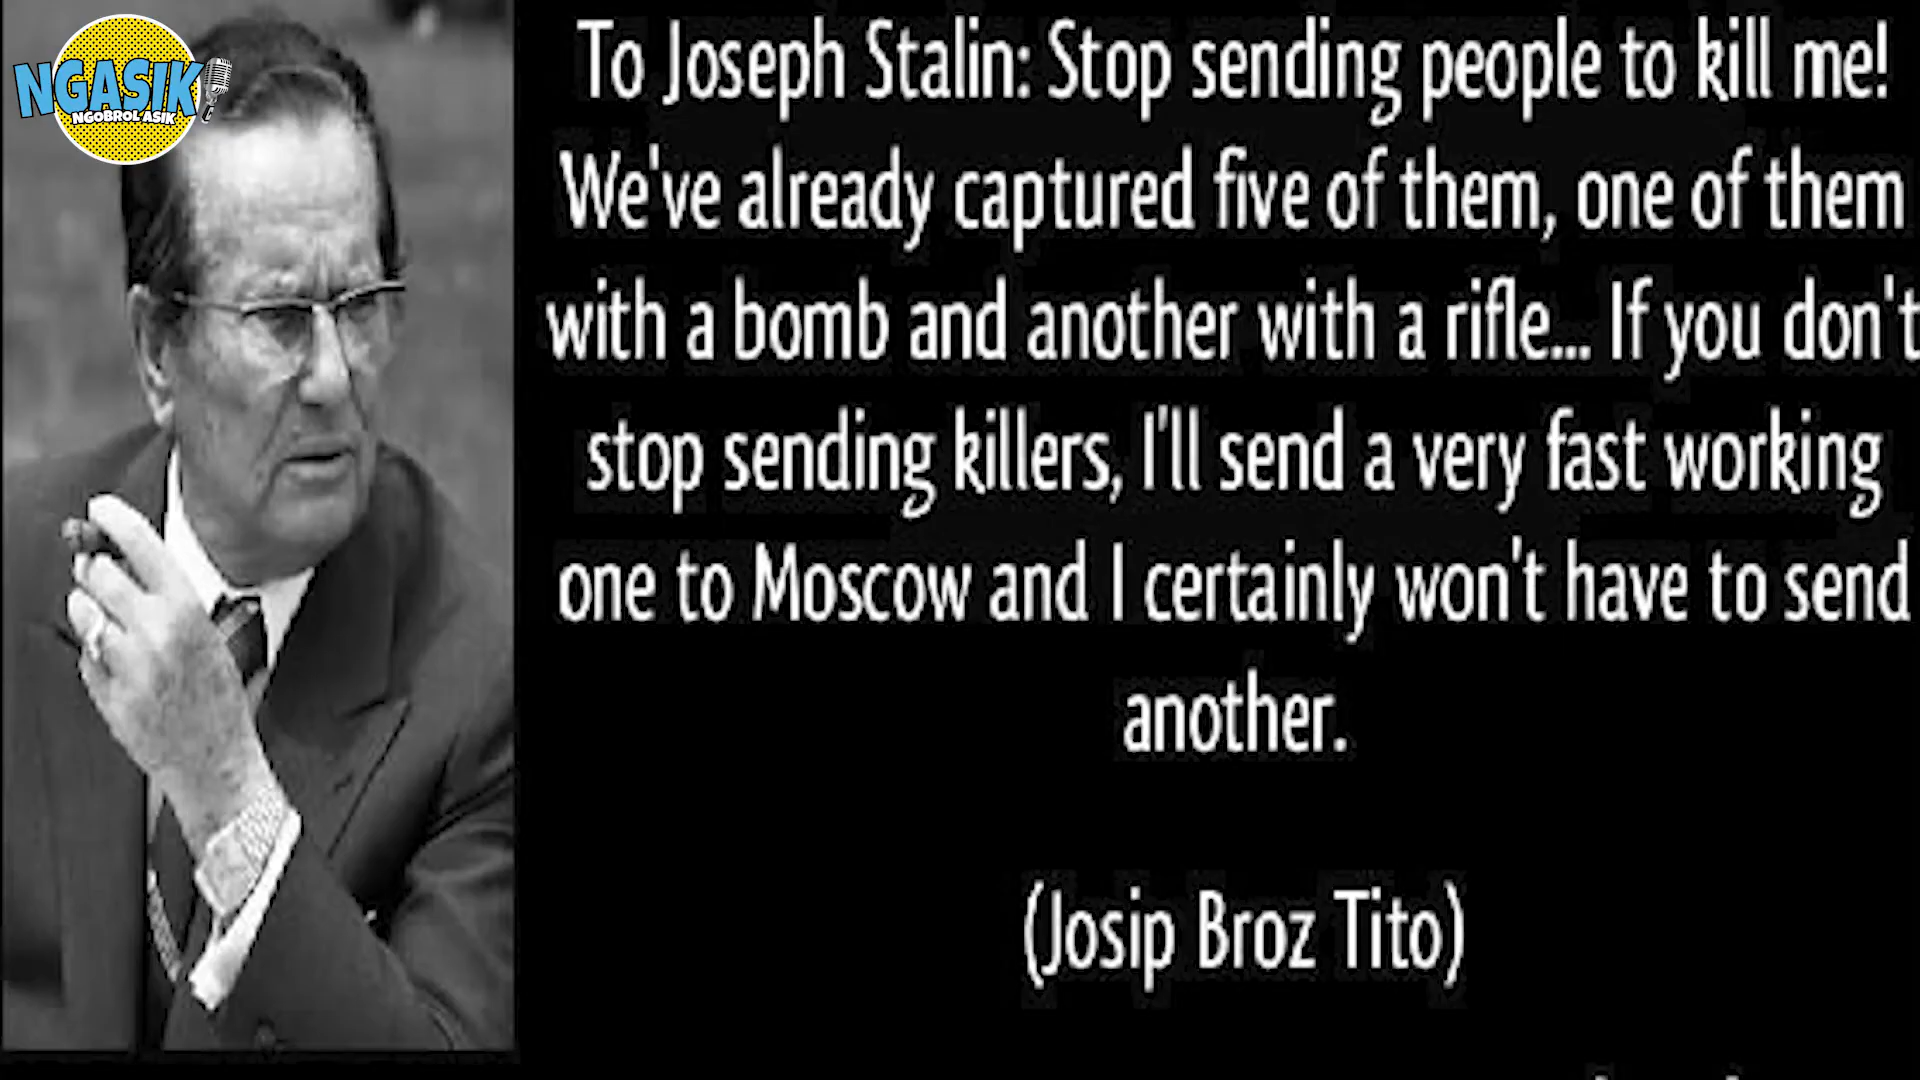 NGASIK
NGOBROL ASIK
To Joseph Stalin: Stop sending people to kill me!
We've already captured five of them, one of them
with a bomb and another with a rifle... If you don't
stop sending killers, I'll send a very fast working
one to Moscow and I certainly won't have to send
another.
(Josip Broz Tito)